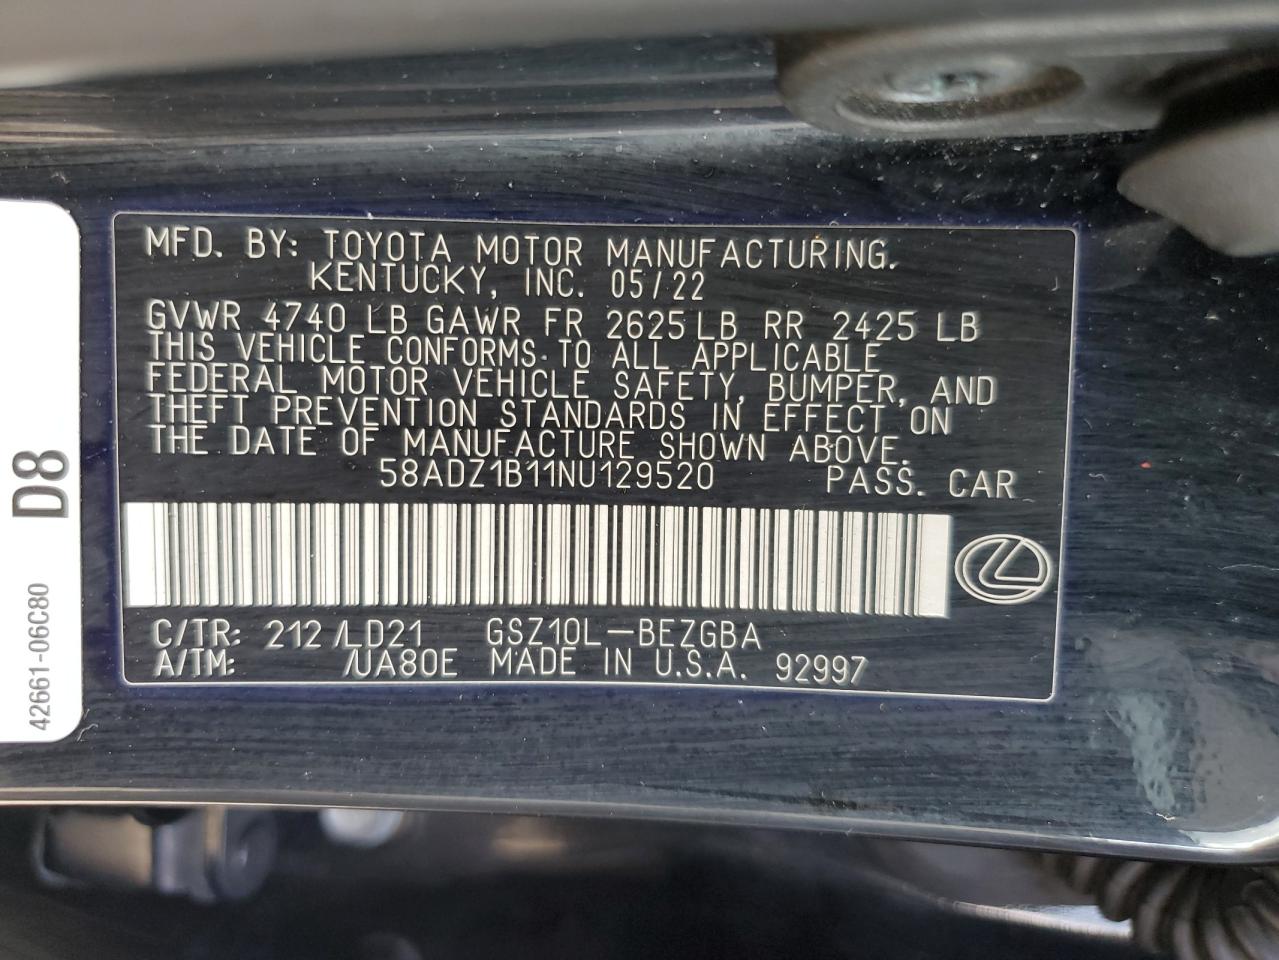 MFD. BY: TOYOTA MOTOR MANUFACTURING.
KENTUCKY, INC. 05/22
GVWR 4740 LB GAWR FR 2625 LB RR 2425 LB
THIS VEHICLE CONFORMS TO ALL APPLICABLE
FEDERAL MOTOR VEHICLE SAFETY, BUMPER, AND
THEFT PREVENTION STANDARDS IN EFFECT ON
THE DATE OF MANUFACTURE SHOWN ABOVE.
58ADZ1B11NU129520 PASS. CAR
C/TR: 212 /LD21 GSZ10L-BEZGBA
A/TM: /UA80E MADE IN U.S.A. 92997
42661-06C80 D8